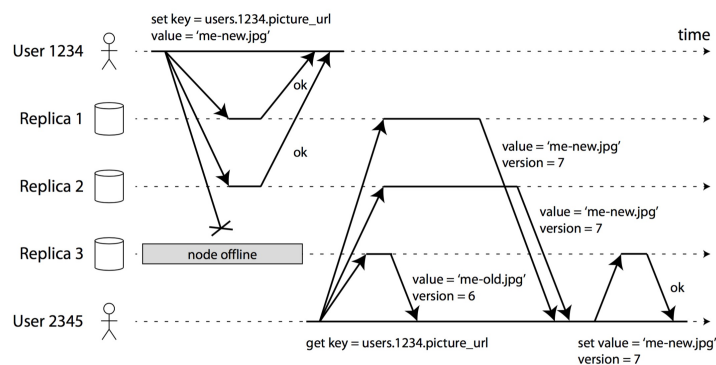 set key = users.1234.picture_url
value = ‘me-new.jpg’
time
User 1234
ok
Replica 1
ok
value = ‘me-new.jpg’
version = 7
Replica 2
value = ‘me-new.jpg’
version = 7
Replica 3
node offline
value = ‘me-old.jpg’
version = 6
ok
User 2345
get key = users.1234.picture_url
set value = ‘me-new.jpg’
version = 7